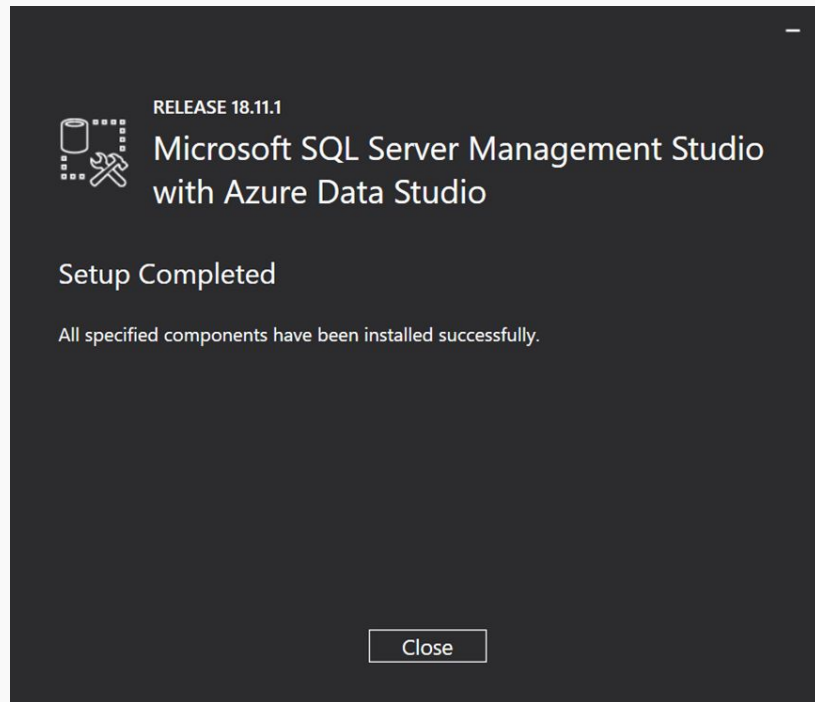 RELEASE 18.11.1
Microsoft SQL Server Management Studio
with Azure Data Studio
Setup Completed
All specified components have been installed successfully.
Close